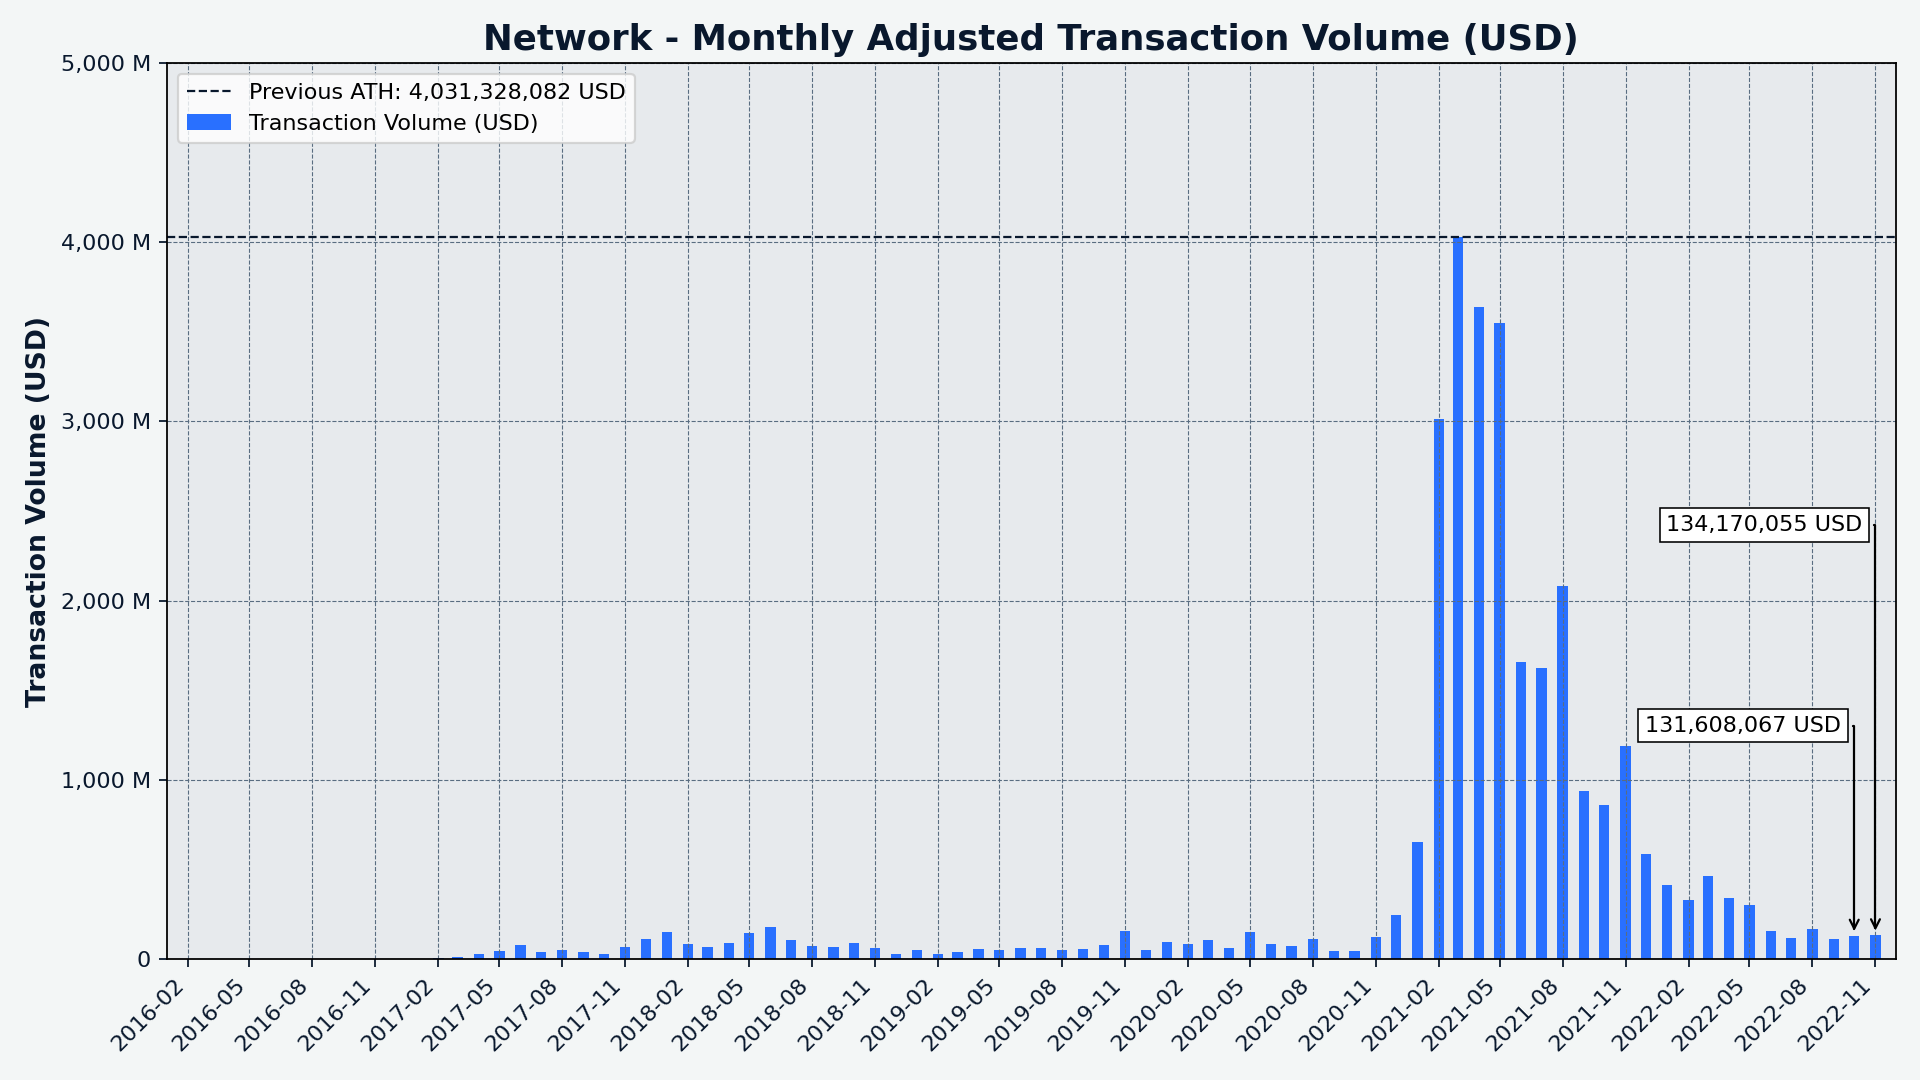 Network - Monthly Adjusted Transaction Volume (USD)
Previous ATH: 4,031,328,082 USD
Transaction Volume (USD)
Transaction Volume (USD)
5,000 M
4,000 M
3,000 M
2,000 M
1,000 M
0
134,170,055 USD
131,608,067 USD
2016-02
2016-05
2016-08
2016-11
2017-02
2017-05
2017-08
2017-11
2018-02
2018-05
2018-08
2018-11
2019-02
2019-05
2019-08
2019-11
2020-02
2020-05
2020-08
2020-11
2021-02
2021-05
2021-08
2021-11
2022-02
2022-05
2022-08
2022-11